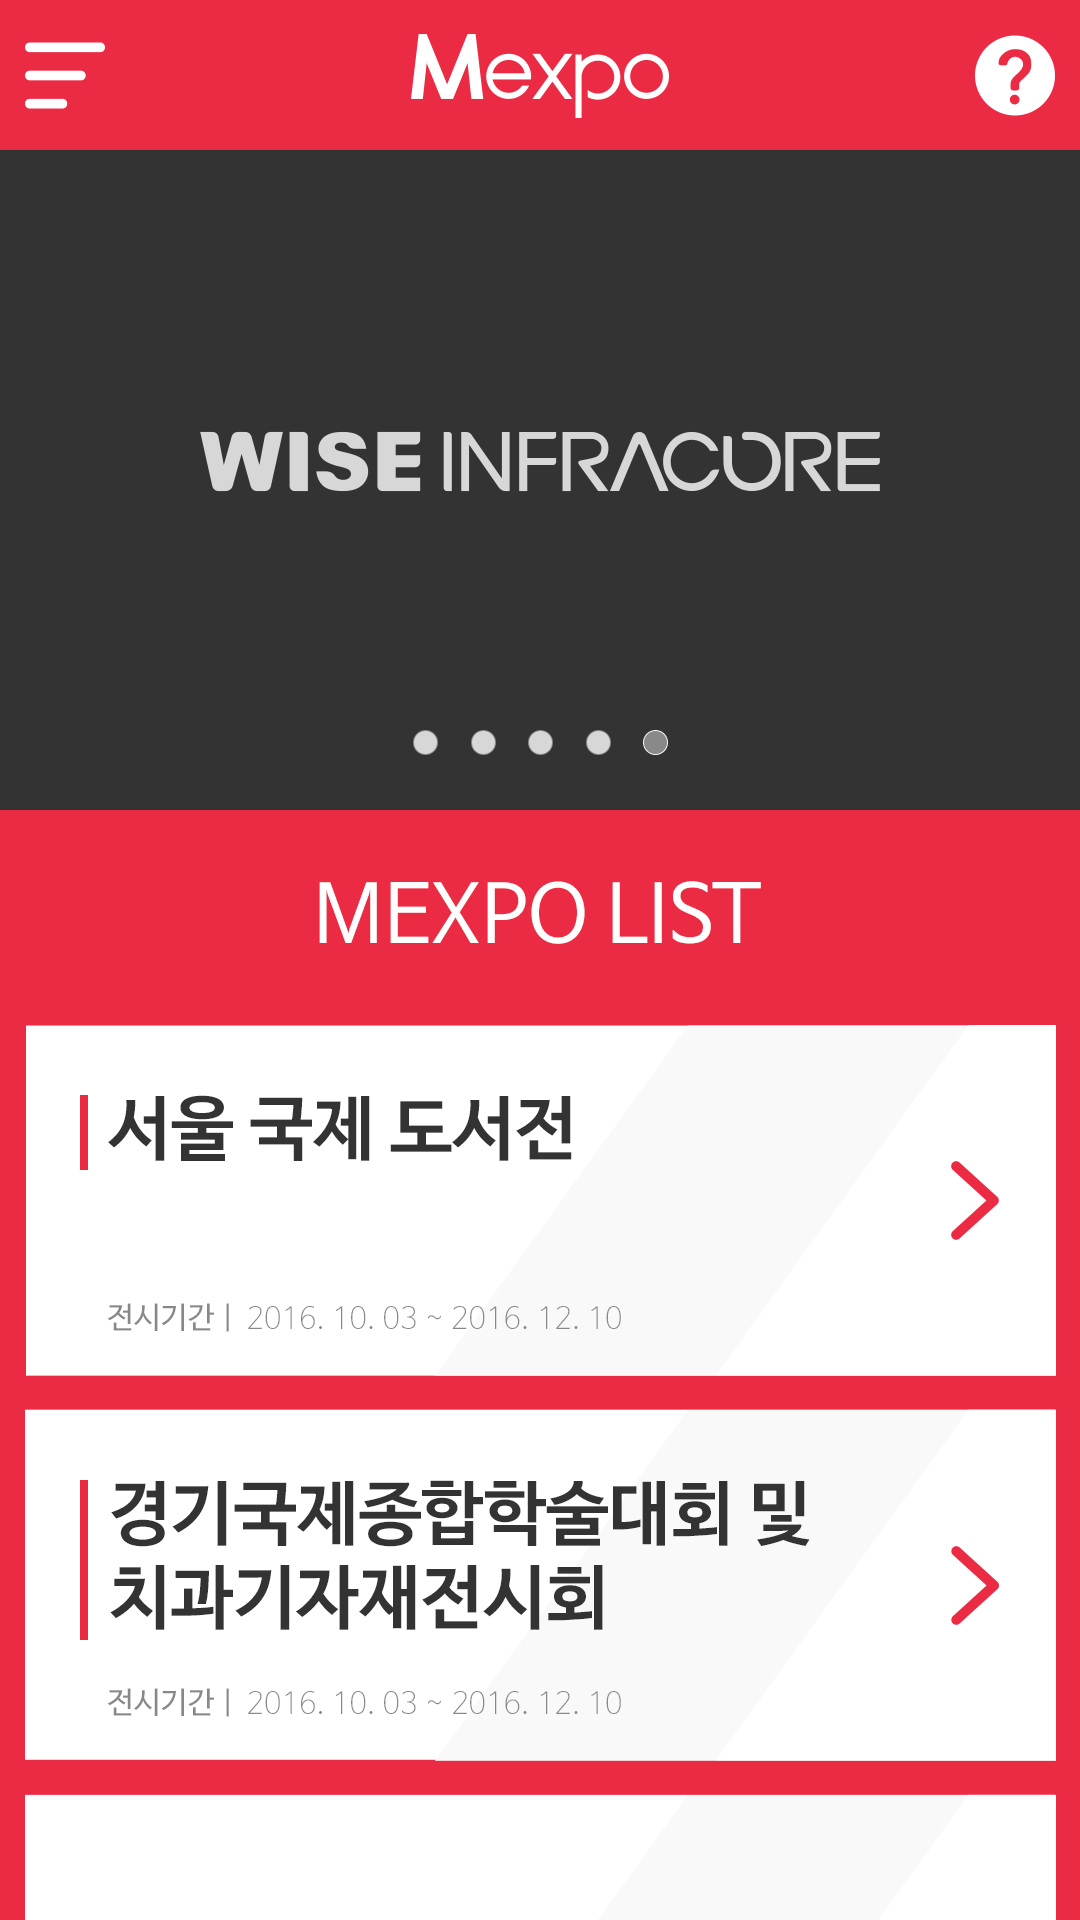 Mexpo
WISE INFRACORE
MEXPO LIST
서울 국제 도서전
전시기간 | 2016. 10. 03 ~ 2016. 12. 10
경기국제종합학술대회 및
치과기자재전시회
전시기간 | 2016. 10. 03 ~ 2016. 12. 10